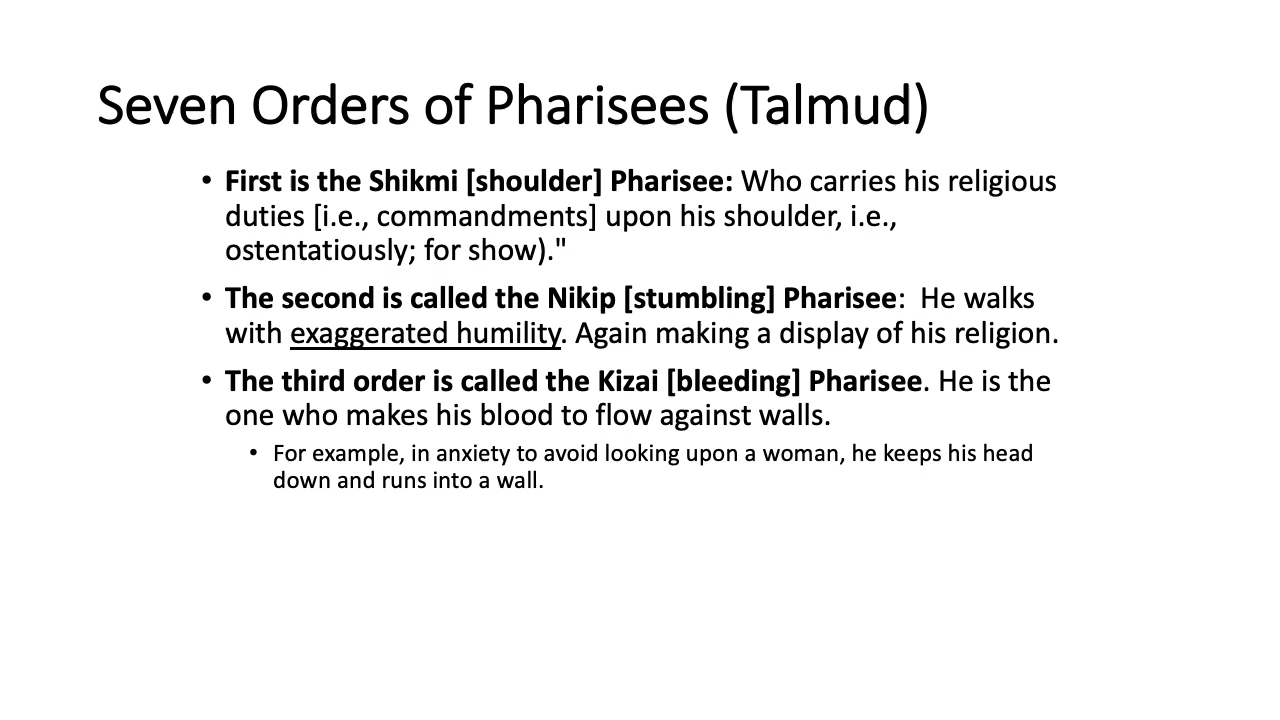 Seven Orders of Pharisees (Talmud)
• First is the Shikmi [shoulder] Pharisee: Who carries his religious
duties [i.e., commandments] upon his shoulder, i.e.,
ostentatiously; for show)."
• The second is called the Nikip [stumbling] Pharisee:  He walks
with exaggerated humility. Again making a display of his religion.
• The third order is called the Kizai [bleeding] Pharisee. He is the
one who makes his blood to flow against walls.
• For example, in anxiety to avoid looking upon a woman, he keeps his head
down and runs into a wall.